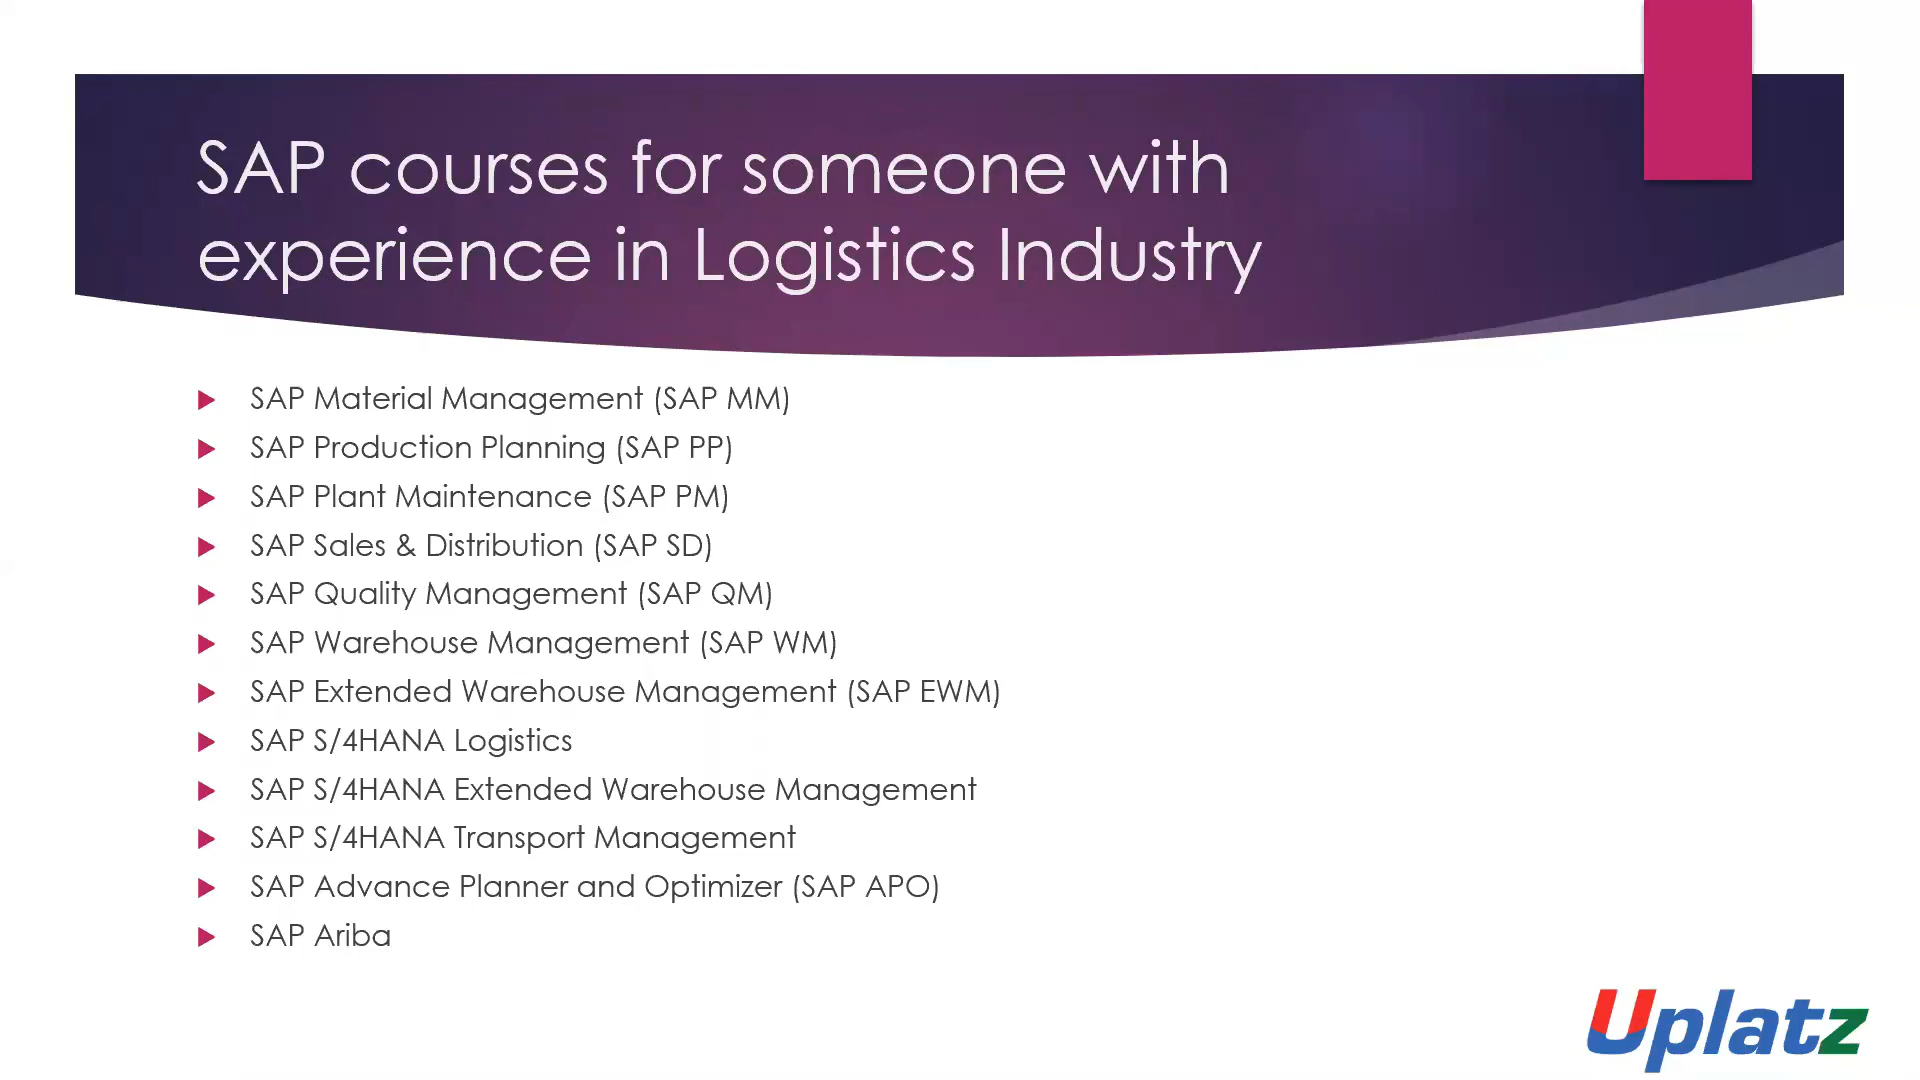 SAP courses for someone with
experience in Logistics Industry
SAP Material Management (SAP MM)
SAP Production Planning (SAP PP)
SAP Plant Maintenance (SAP PM)
SAP Sales & Distribution (SAP SD)
SAP Quality Management (SAP QM)
SAP Warehouse Management (SAP WM)
SAP Extended Warehouse Management (SAP EWM)
SAP S/4HANA Logistics
SAP S/4HANA Extended Warehouse Management
SAP S/4HANA Transport Management
SAP Advance Planner and Optimizer (SAP APO)
SAP Ariba
Uplatz